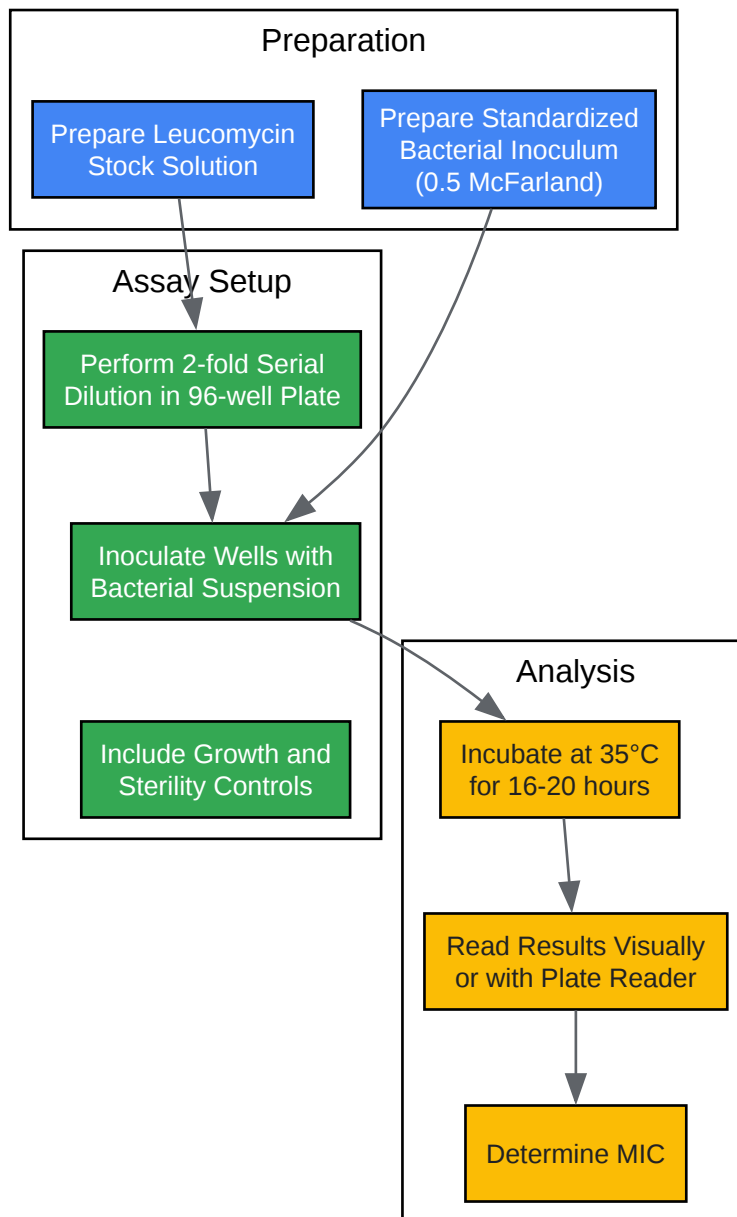 Preparation
Prepare Leucomycin
Stock Solution
Prepare Standardized
Bacterial Inoculum
(0.5 McFarland)
Assay Setup
Perform 2-fold Serial
Dilution in 96-well Plate
Inoculate Wells with
Bacterial Suspension
Include Growth and
Sterility Controls
Analysis
Incubate at 35°C
for 16-20 hours
Read Results Visually
or with Plate Reader
Determine MIC